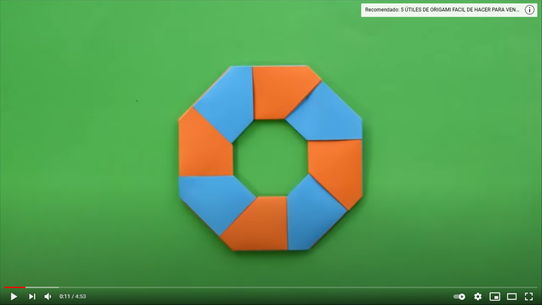 Recomendado: 5 ÚTILES DE ORIGAMI FACIL DE HACER PARA VEN...
0:11 / 4:53